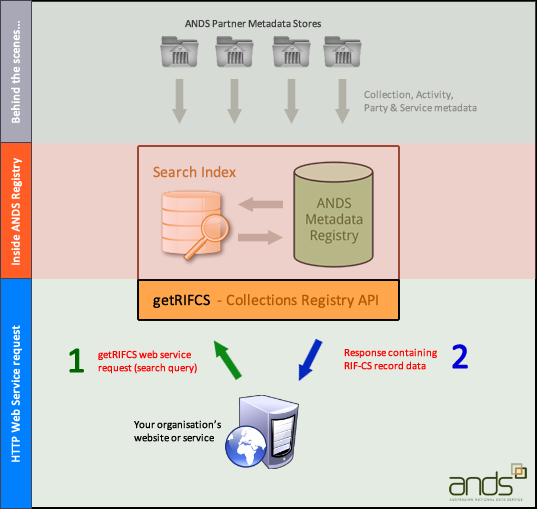 ANDS Partner Metadata Stores
Behind the scenes...
Collection, Activity,
Party & Service metadata
Inside ANDS Registry
Search Index
ANDS
Metadata
Registry
getRIFCS - Collections Registry API
HTTP Web Service request
1
getRIFCS web service
request (search query)
Response containing
RIF-CS record data
2
Your organisation's
website or service
ands
AUSTRALIAN NATIONAL DATA SERVICE